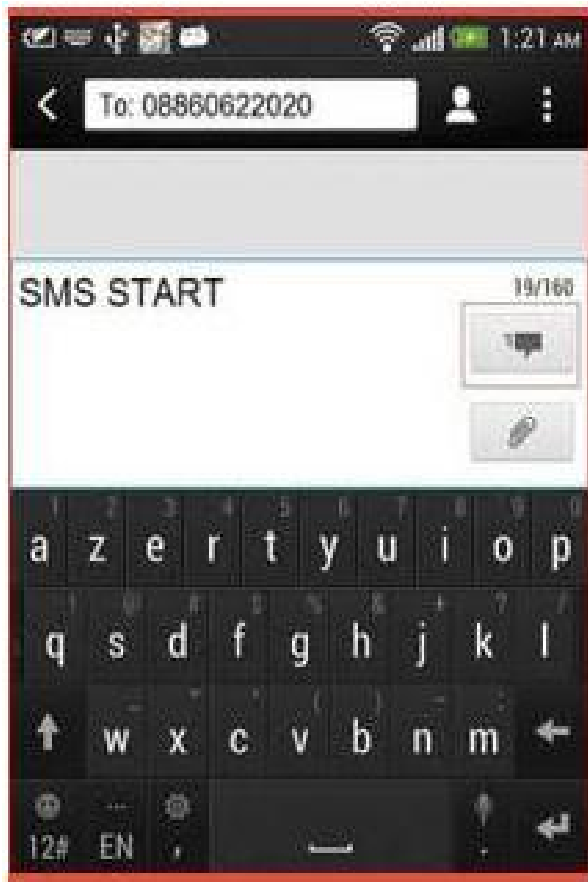 1:21 AM
To: 08860622020
SMS START
19/160
a z e r t y u i o p
q s d f g h j k l
w x c v b n m
12# EN , .